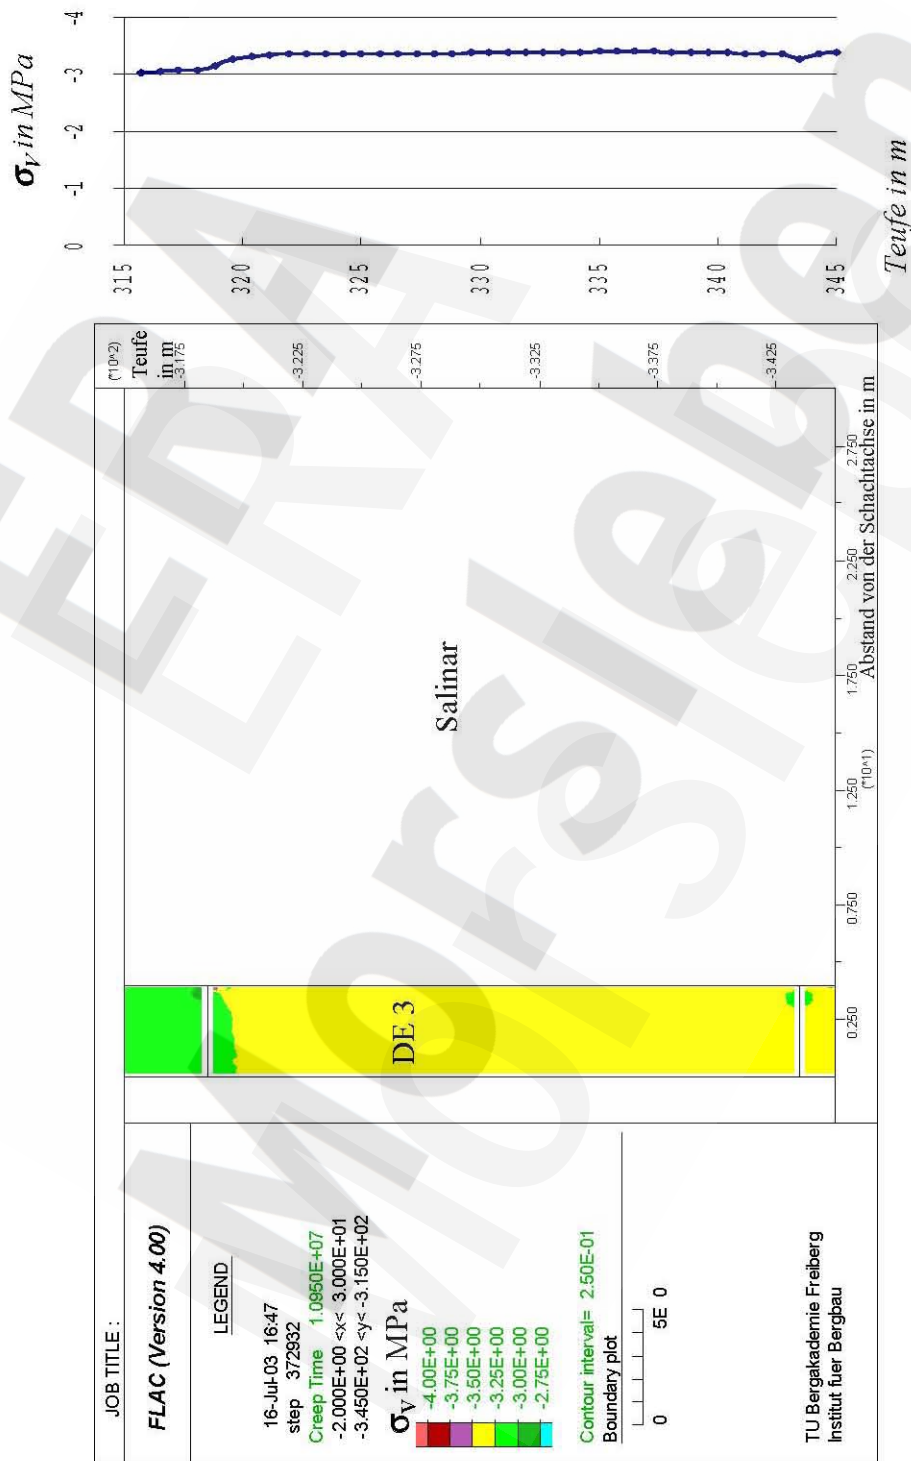 JOB TITLE :
FLAC (Version 4.00)
LEGEND
16-Jul-03 16:47
step 372932
Creep Time 1.0950E+07
-2.000E+00 <x< 3.000E+01
-3.450E+02 <y< -3.150E+02
σV in MPa
-4.00E+00
-3.75E+00
-3.50E+00
-3.25E+00
-3.00E+00
-2.75E+00
Contour interval= 2.50E-01
Boundary plot
0 5E 0
TU Bergakademie Freiberg
Institut fuer Bergbau
DE 3
Salinar
(*10^2)
Teufe
in m
-3.175
-3.225
-3.275
-3.325
-3.375
-3.425
0.250 0.750 1.250 1.750 2.250 2.750
(*10^1)
Abstand von der Schachtachse in m
σV in MPa
-4
-3
-2
-1
0
315 320 325 330 335 340 345
Teufe in m
ERA
Morsleben
ERA
Morsleben